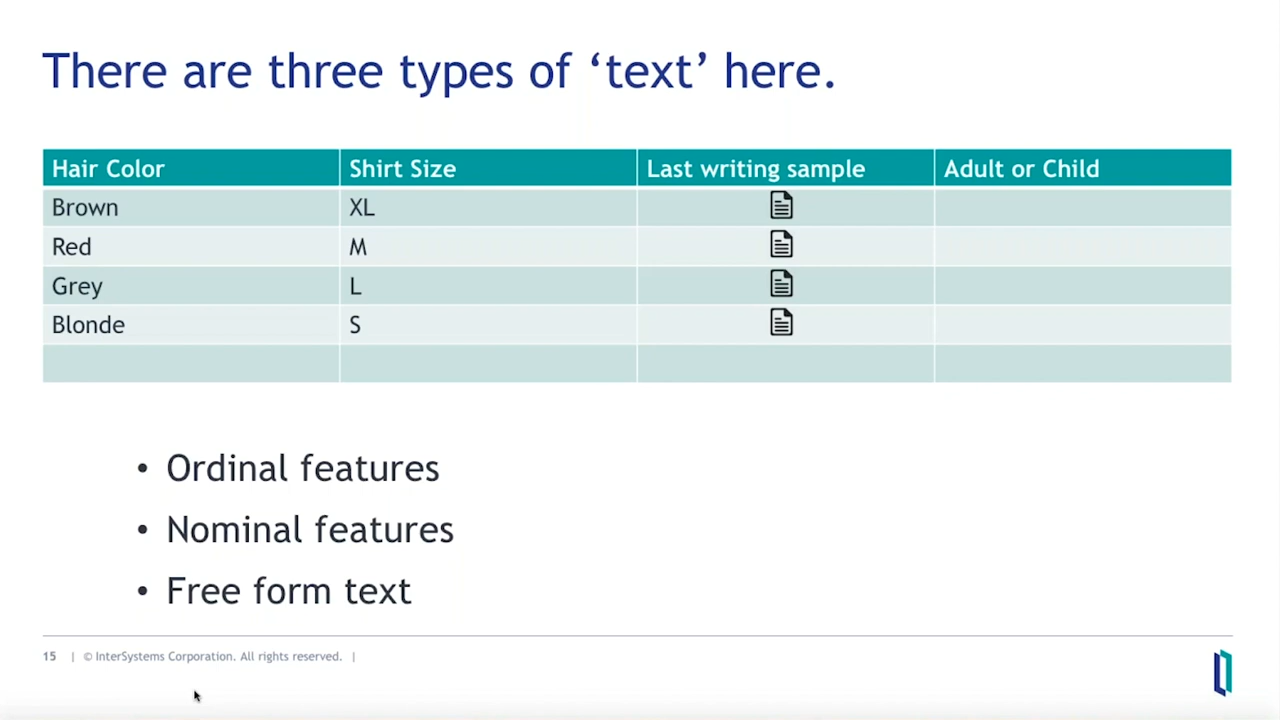 There are three types of ‘text’ here.
Hair Color Shirt Size Last writing sample Adult or Child
Brown XL
Red M
Grey L
Blonde S
• Ordinal features
• Nominal features
• Free form text
15 | © InterSystems Corporation. All rights reserved. |